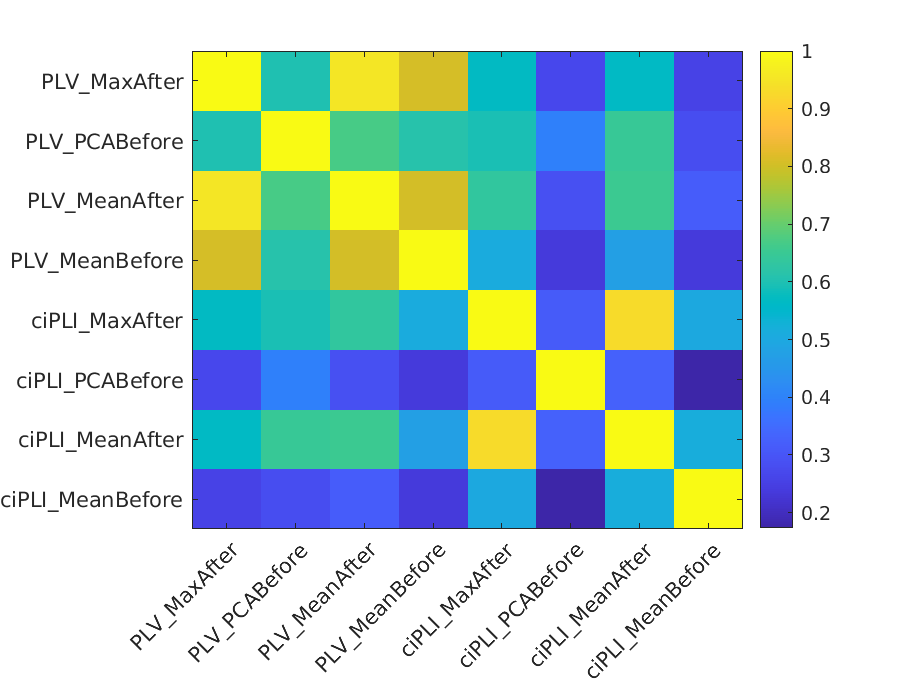 PLV_MaxAfter
PLV_PCABefore
PLV_MeanAfter
PLV_MeanBefore
ciPLI_MaxAfter
ciPLI_PCABefore
ciPLI_MeanAfter
ciPLI_MeanBefore
PLV_MaxAfter
PLV_PCABefore
PLV_MeanAfter
PLV_MeanBefore
ciPLI_MaxAfter
ciPLI_PCABefore
ciPLI_MeanAfter
ciPLI_MeanBefore
1
0.9
0.8
0.7
0.6
0.5
0.4
0.3
0.2